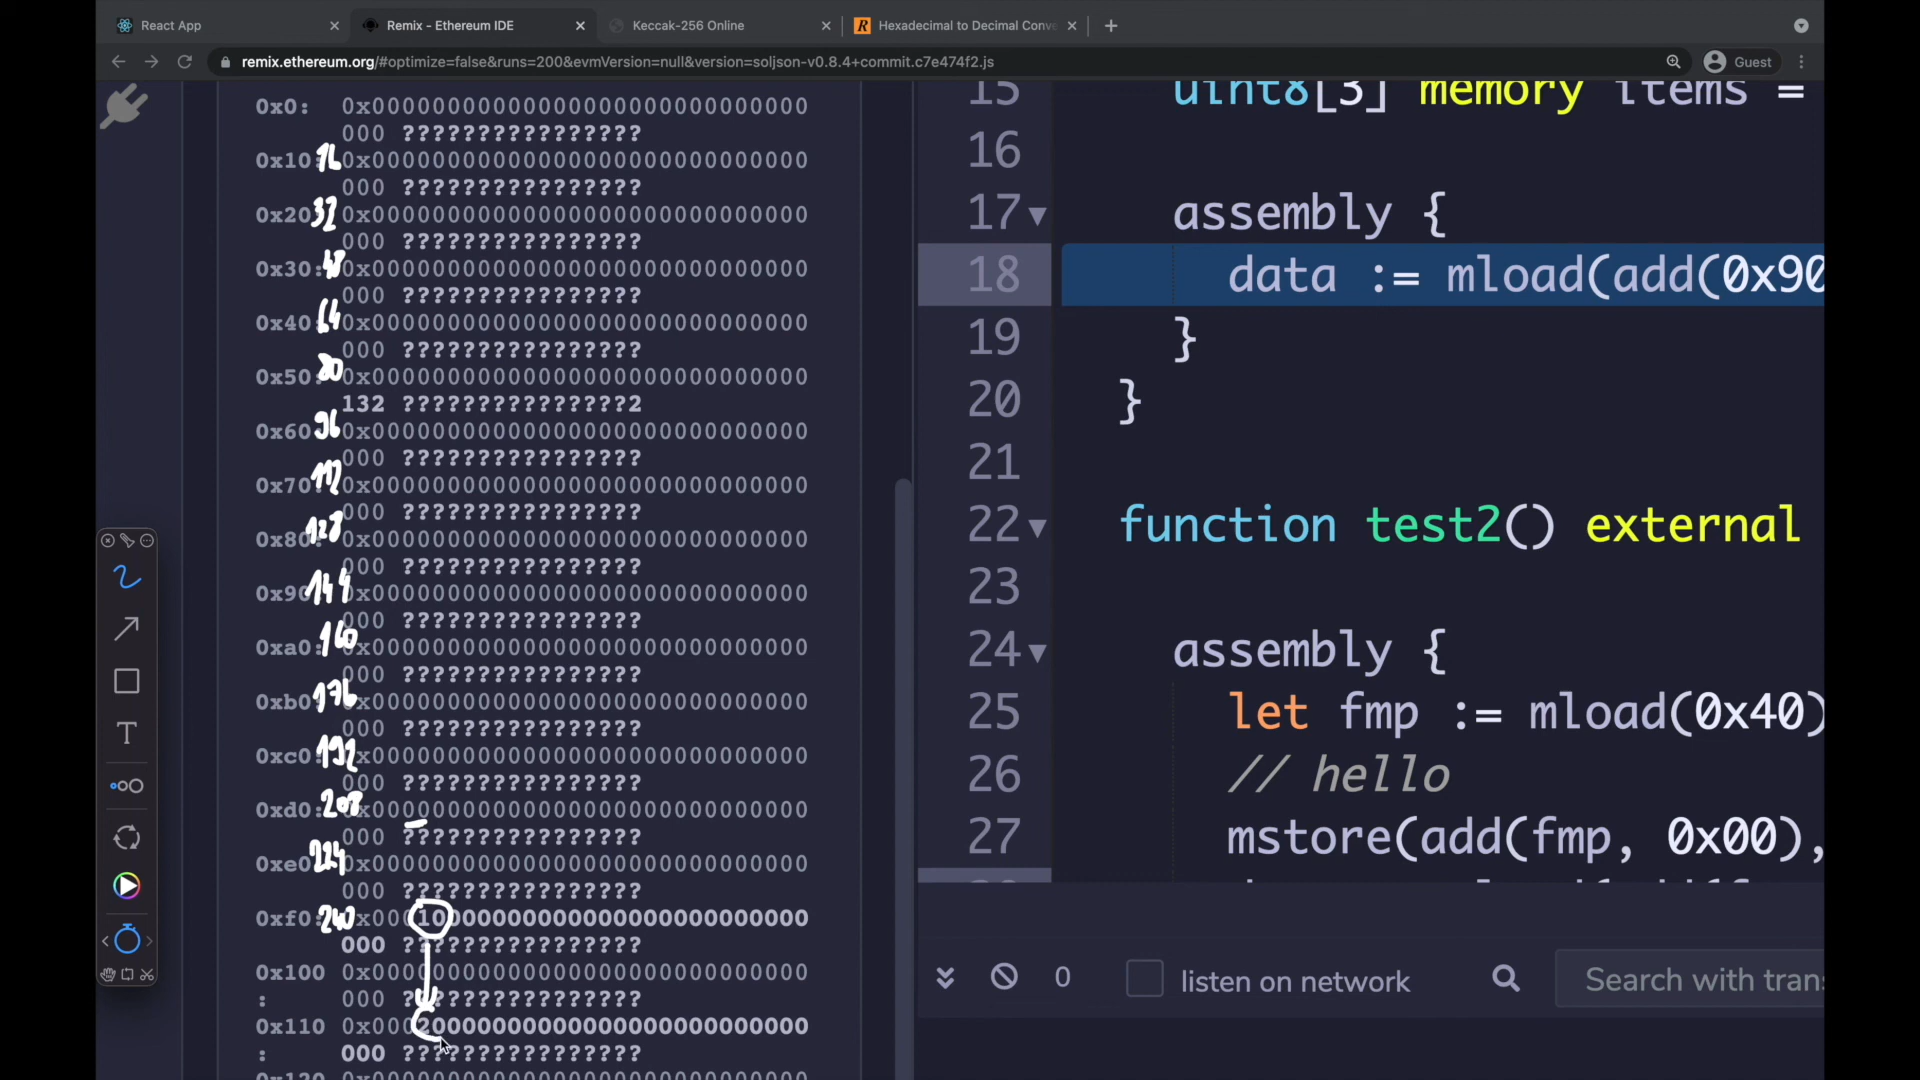 React App
Remix - Ethereum IDE
Keccak-256 Online
Hexadecimal to Decimal Conve
remix.ethereum.org/#optimize=false&runs=200&evmVersion=null&version=soljson-v0.8.4+commit.c7e474f2.js
Guest
0x0: 0x00000000000000000000000000000
000 ????????????????
0x10: 16 0x00000000000000000000000000000
000 ????????????????
0x20: 32 0x00000000000000000000000000000
000 ????????????????
0x30: 48 0x00000000000000000000000000000
000 ????????????????
0x40: 64 0x00000000000000000000000000000
000 ????????????????
0x50: 80 0x00000000000000000000000000000
132 ???????????????2
0x60: 96 0x00000000000000000000000000000
000 ????????????????
0x70: 112 0x00000000000000000000000000000
000 ????????????????
0x80: 128 0x00000000000000000000000000000
000 ????????????????
0x90 144 0x00000000000000000000000000000
000 ????????????????
0xa0: 160 0x00000000000000000000000000000
000 ????????????????
0xb0: 176 0x00000000000000000000000000000
000 ????????????????
0xc0: 192 0x00000000000000000000000000000
000 ????????????????
0xd0: 208 0x00000000000000000000000000000
000 ????????????????
0xe0 224 0x00000000000000000000000000000
000 ????????????????
0xf0: 240 0x00010000000000000000000000000
000 ????????????????
0x100 0x00000000000000000000000000000
: 000 ????????????????
0x110 0x00020000000000000000000000000
: 000 ????????????????
0x120
15 uint8[3] memory items =
16
17 assembly {
18 data := mload(add(0x90
19 }
20 }
21
22 function test2() external
23
24 assembly {
25 let fmp := mload(0x40)
26 // hello
27 mstore(add(fmp, 0x00),
0
listen on network
Search with tran
T